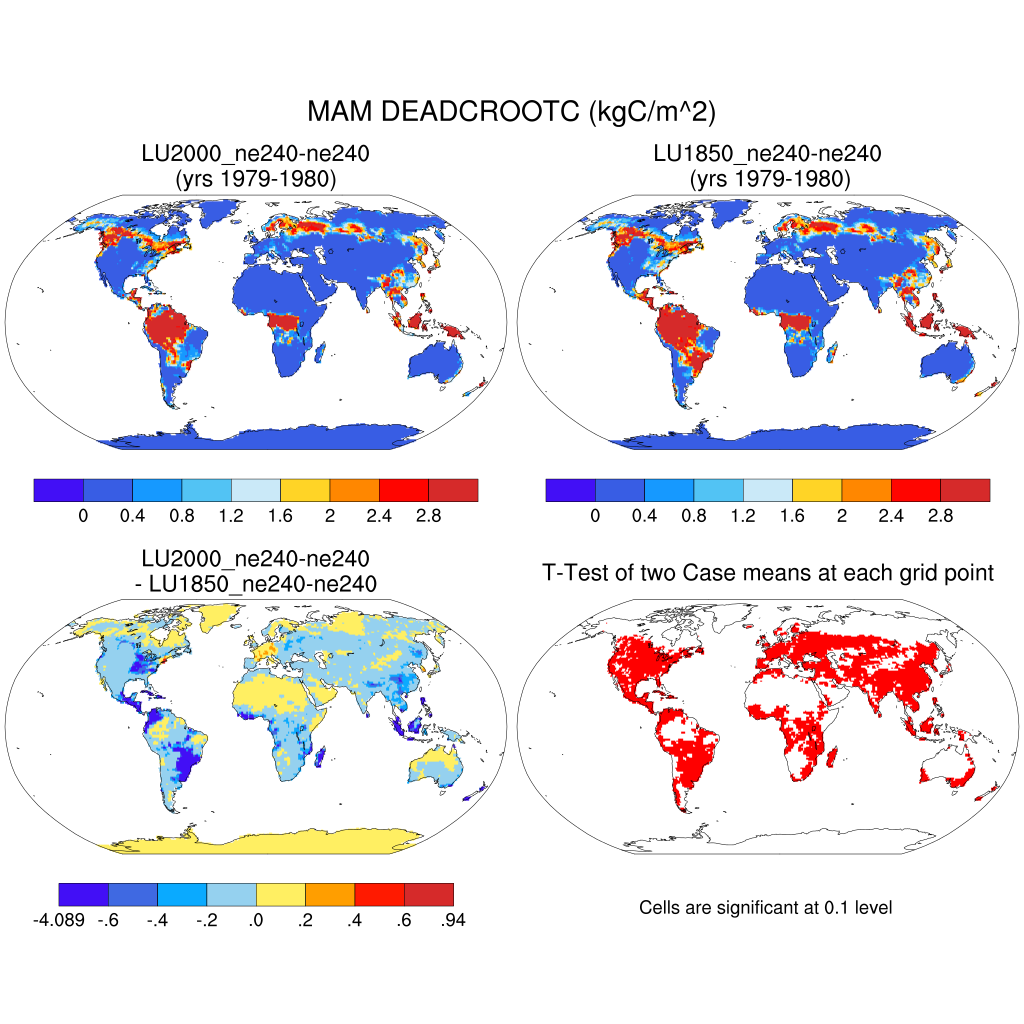 MAM DEADCROOTC (kgC/m^2)
LU2000_ne240-ne240
(yrs 1979-1980)
LU1850_ne240-ne240
(yrs 1979-1980)
0 0.4 0.8 1.2 1.6 2 2.4 2.8
0 0.4 0.8 1.2 1.6 2 2.4 2.8
LU2000_ne240-ne240
- LU1850_ne240-ne240
T-Test of two Case means at each grid point
-4.089 -.6 -.4 -.2 .0 .2 .4 .6 .94
Cells are significant at 0.1 level